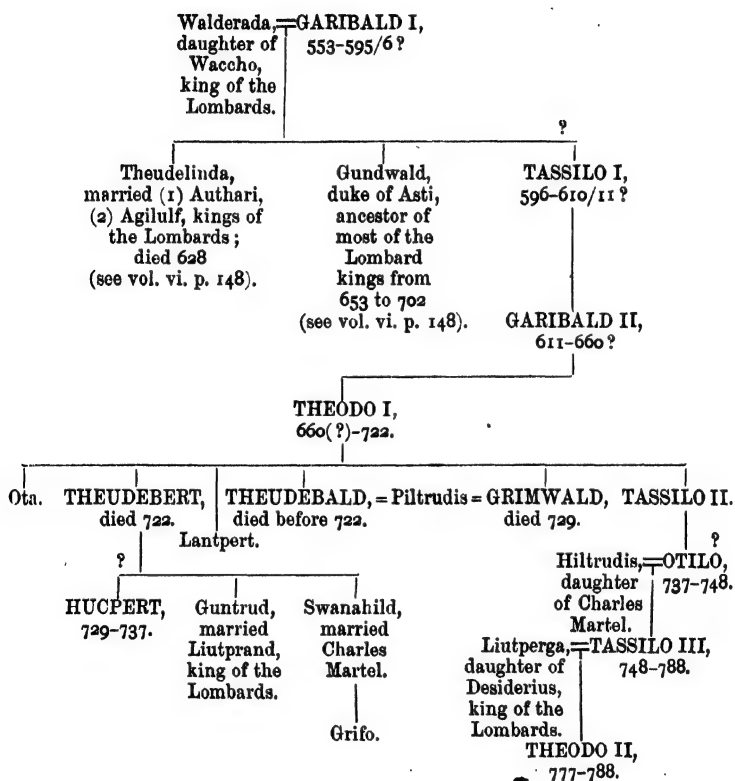 Walderada,═GARIBALD I,
daughter of 553-595/6?
Waccho,
king of the
Lombards.
?
Theudelinda, Gundwald, TASSILO I,
married (1) Authari, duke of Asti, 596-610/11?
(2) Agilulf, kings of ancestor of
the Lombards; most of the
died 628 Lombard
(see vol. vi. p. 148). kings from
653 to 702
(see vol. vi. p. 148). GARIBALD II,
611-660?
THEODO I,
660(?)-722.
Ota. THEUDEBERT, THEUDEBALD, = Piltrudis = GRIMWALD, TASSILO II.
died 722. died before 722. died 729.
Lantpert. ?
? Hiltrudis,═OTILO,
daughter 737-748.
HUCPERT, Guntrud, Swanahild, of Charles
729-737. married married Martel.
Liutprand, Charles Liutperga,═TASSILO III,
king of the Martel. daughter of 748-788.
Lombards. Desiderius,
king of the
Grifo. Lombards.
THEODO II,
777-788.